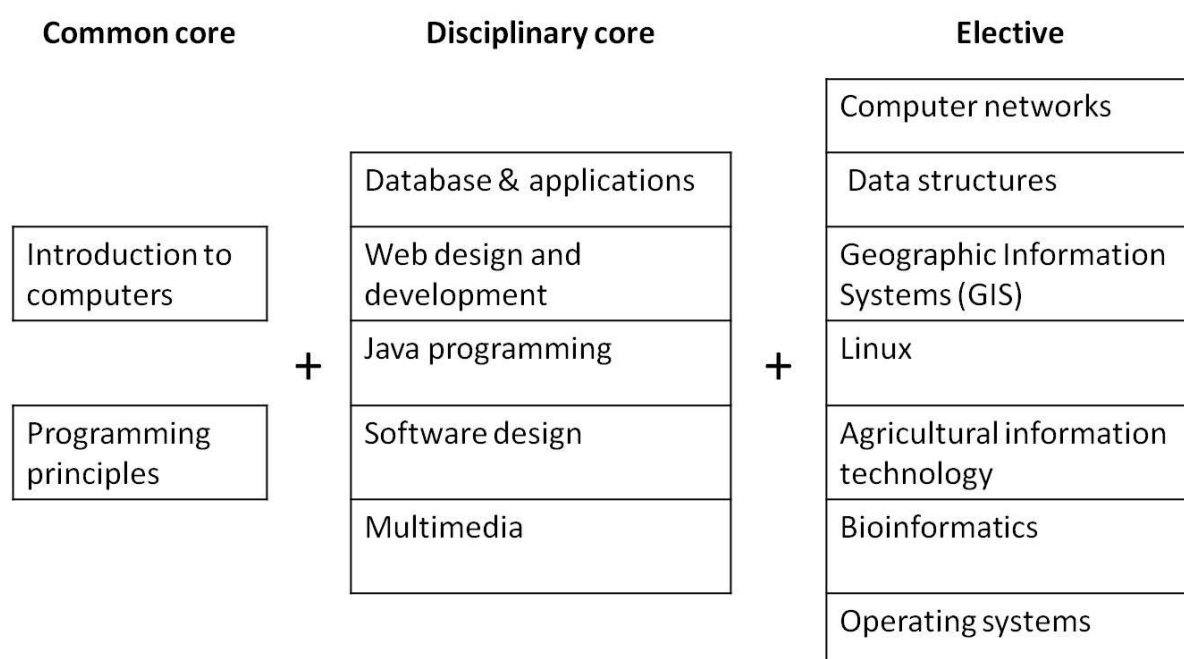 Common core
Disciplinary core
Elective
Introduction to
computers
Programming
principles
+
Database & applications
Web design and
development
Java programming
Software design
Multimedia
+
Computer networks
Data structures
Geographic Information
Systems (GIS)
Linux
Agricultural information
technology
Bioinformatics
Operating systems